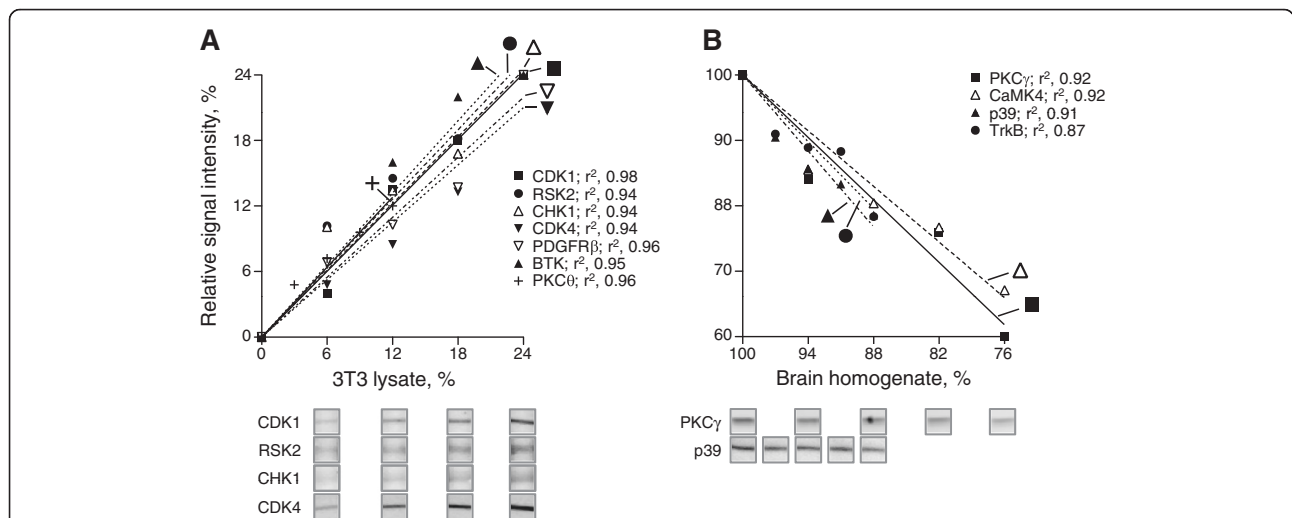 A
Relative signal intensity, %
24
18
12
6
0
0 6 12 18 24
3T3 lysate, %
CDK1; r², 0.98
RSK2; r², 0.94
CHK1; r², 0.94
CDK4; r², 0.94
PDGFRβ; r², 0.96
BTK; r², 0.95
PKCθ; r², 0.96
CDK1
RSK2
CHK1
CDK4
B
100
90
88
70
60
100 94 88 82 76
Brain homogenate, %
PKCγ; r², 0.92
CaMK4; r², 0.92
p39; r², 0.91
TrkB; r², 0.87
PKCγ
p39